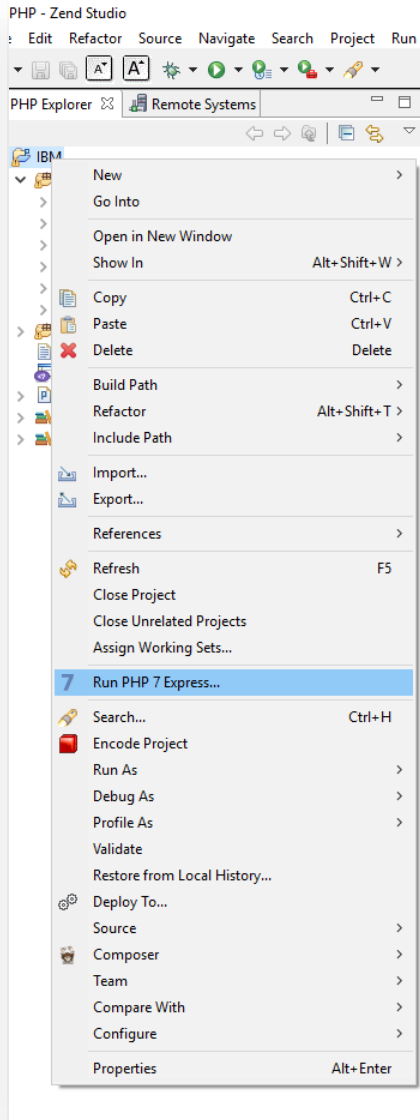 PHP - Zend Studio
Edit Refactor Source Navigate Search Project Run
PHP Explorer Remote Systems
IBM
New
Go Into
Open in New Window
Show In Alt+Shift+W
Copy Ctrl+C
Paste Ctrl+V
Delete Delete
Build Path
Refactor Alt+Shift+T
Include Path
Import...
Export...
References
Refresh F5
Close Project
Close Unrelated Projects
Assign Working Sets...
7 Run PHP 7 Express...
Search... Ctrl+H
Encode Project
Run As
Debug As
Profile As
Validate
Restore from Local History...
Deploy To...
Source
Composer
Team
Compare With
Configure
Properties Alt+Enter